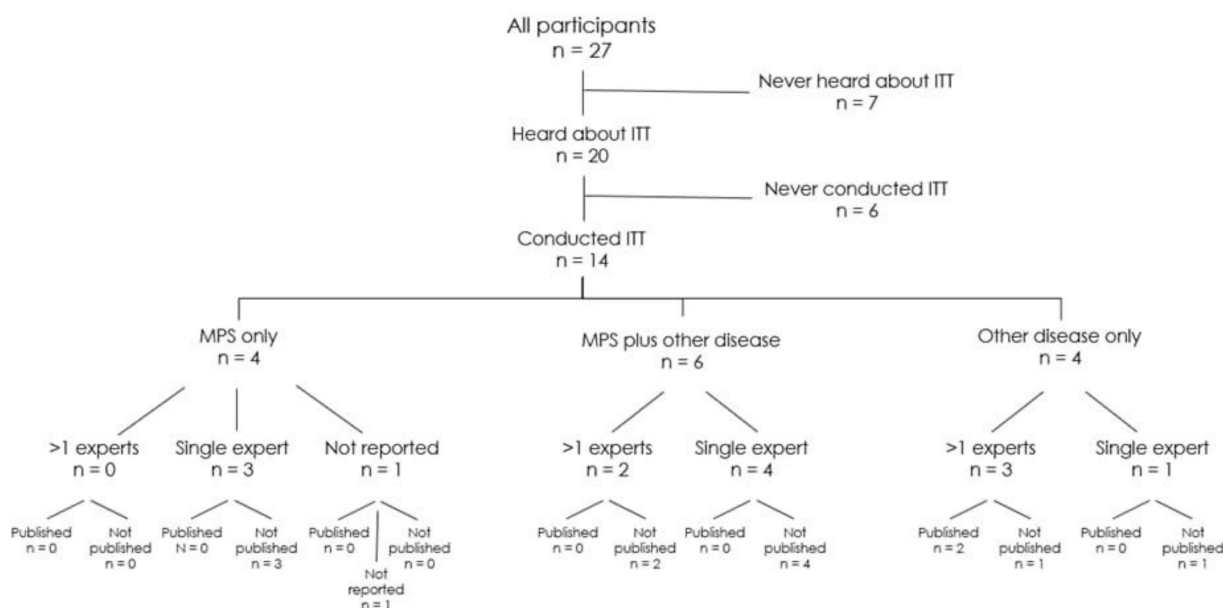 All participants
n = 27
Never heard about ITT
n = 7
Heard about ITT
n = 20
Never conducted ITT
n = 6
Conducted ITT
n = 14
MPS only
n = 4
MPS plus other disease
n = 6
Other disease only
n = 4
>1 experts
n = 0
Single expert
n = 3
Not reported
n = 1
>1 experts
n = 2
Single expert
n = 4
>1 experts
n = 3
Single expert
n = 1
Published
n = 0
Not
published
n = 0
Published
N = 0
Not
published
n = 3
Published
n = 0
Not
reported
n = 1
Not
published
n = 0
Published
n = 0
Not
published
n = 2
Published
n = 0
Not
published
n = 4
Published
n = 2
Not
published
n = 1
Published
n = 0
Not
published
n = 1